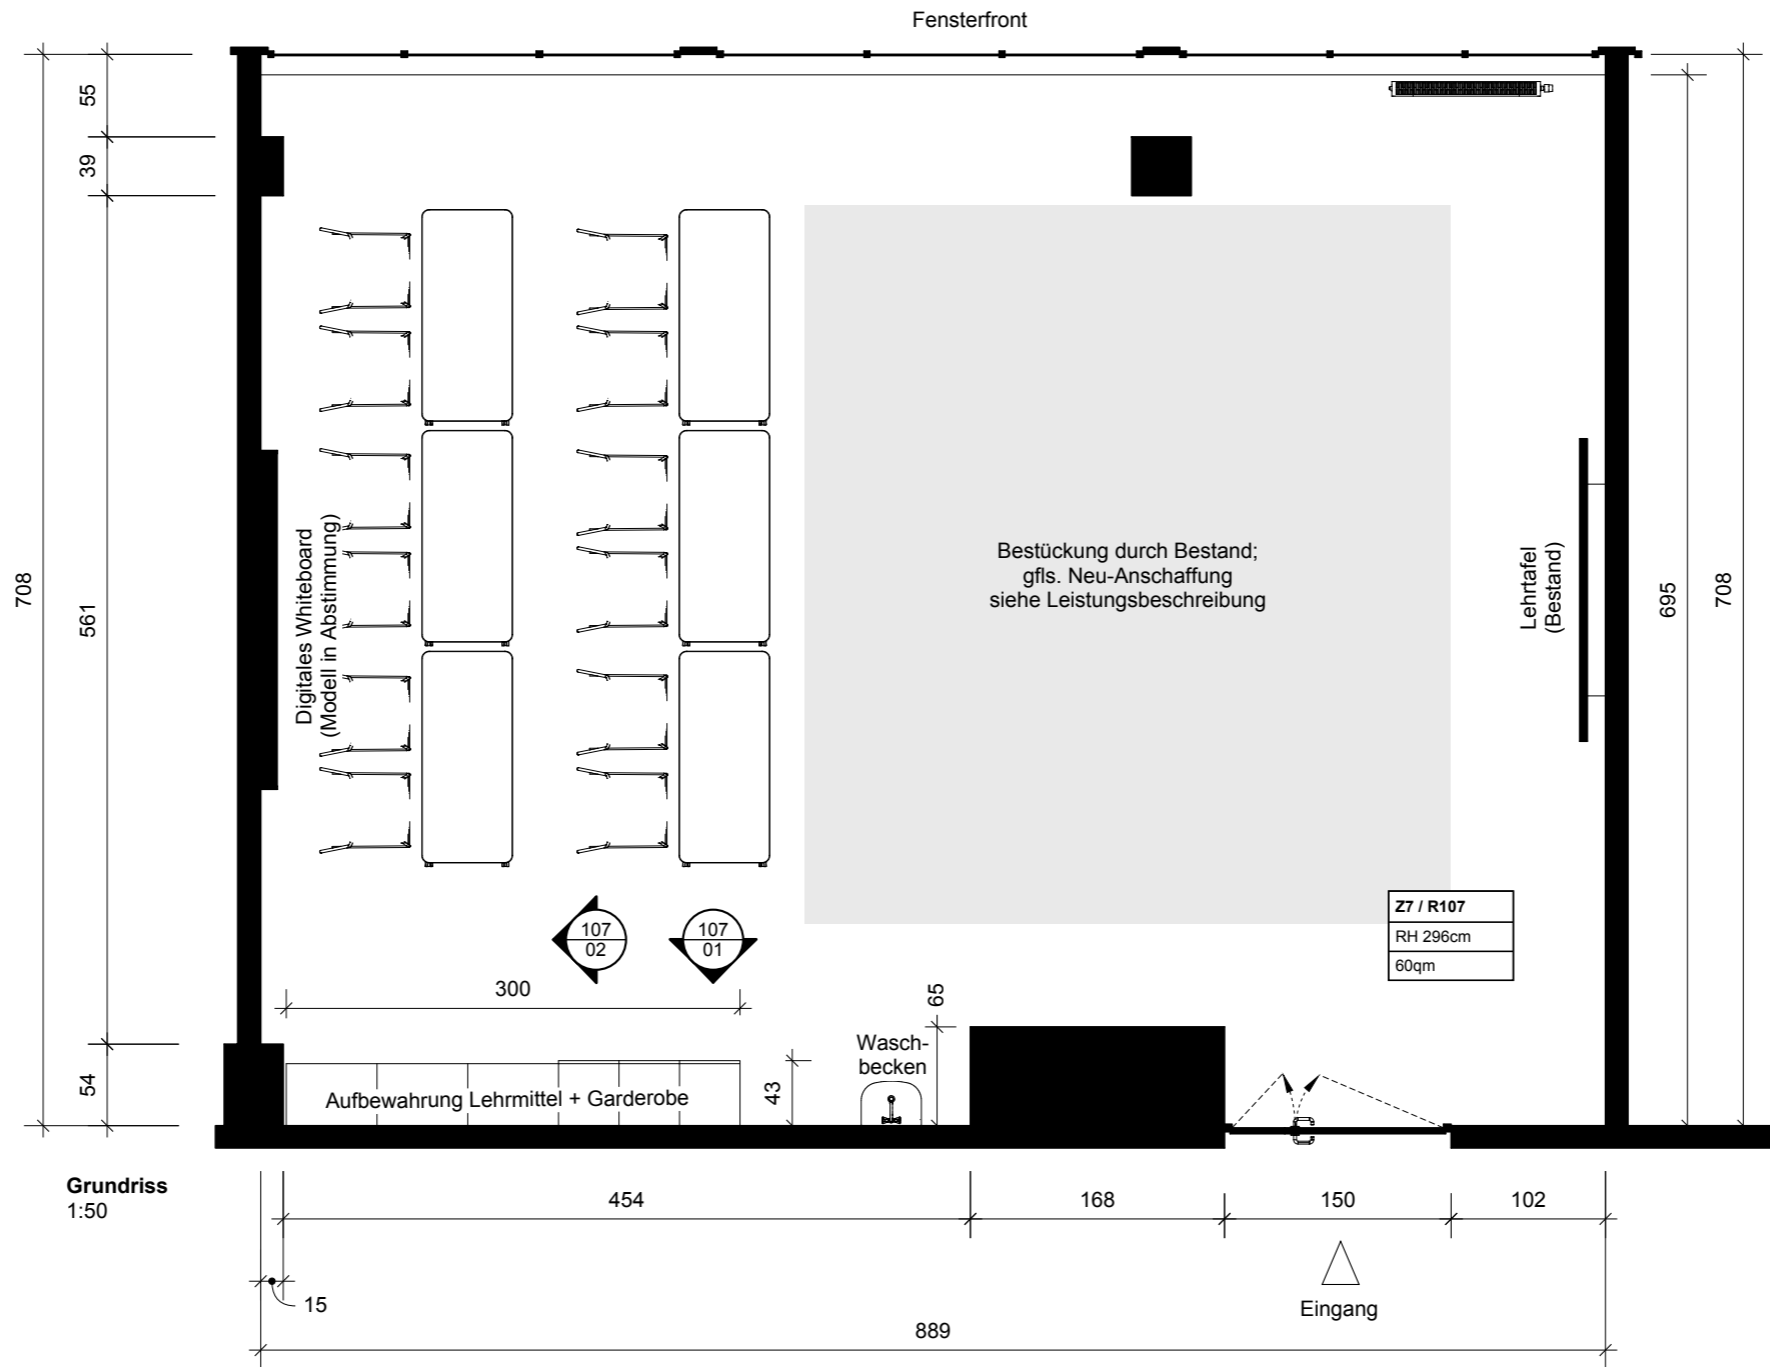 Fensterfront
55
39
708
561
54
Digitales Whiteboard
(Modell in Abstimmung)
Bestückung durch Bestand;
gfls. Neu-Anschaffung
siehe Leistungsbeschreibung
Lehrtafel
(Bestand)
695
708
Z7 / R107
RH 296cm
60qm
107
02
107
01
300
65
43
Wasch-
becken
Aufbewahrung Lehrmittel + Garderobe
Grundriss
1:50
454
168
150
102
15
Eingang
889